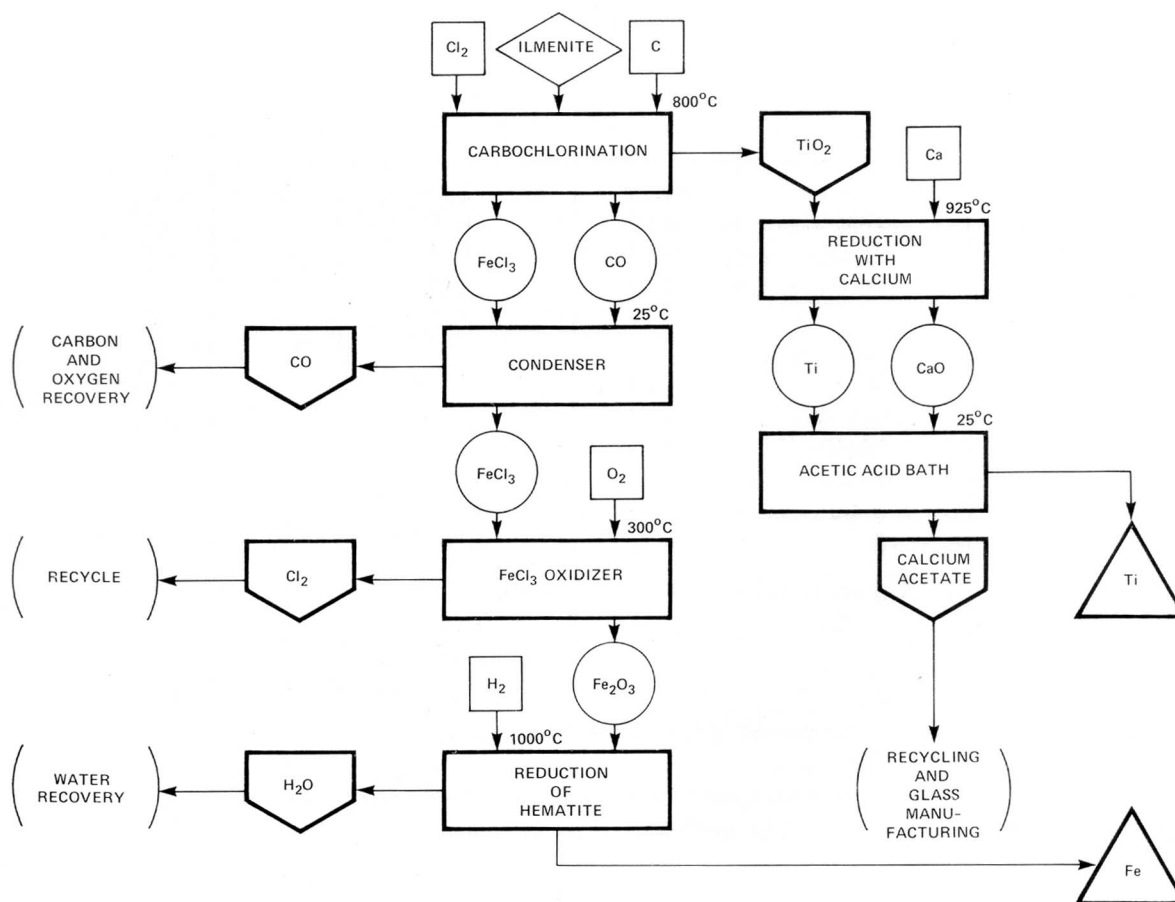 Cl₂
ILMENITE
C
800°C
CARBOCHLORINATION
TiO₂
Ca
925°C
REDUCTION
WITH
CALCIUM
FeCl₃
CO
25°C
CONDENSER
CO
(CARBON
AND
OXYGEN
RECOVERY)
Ti
CaO
25°C
ACETIC ACID BATH
FeCl₃
O₂
300°C
FeCl₃ OXIDIZER
Cl₂
(RECYCLE)
CALCIUM
ACETATE
Ti
H₂
Fe₂O₃
1000°C
REDUCTION
OF
HEMATITE
H₂O
(WATER
RECOVERY)
(RECYCLING
AND
GLASS
MANU-
FACTURING)
Fe